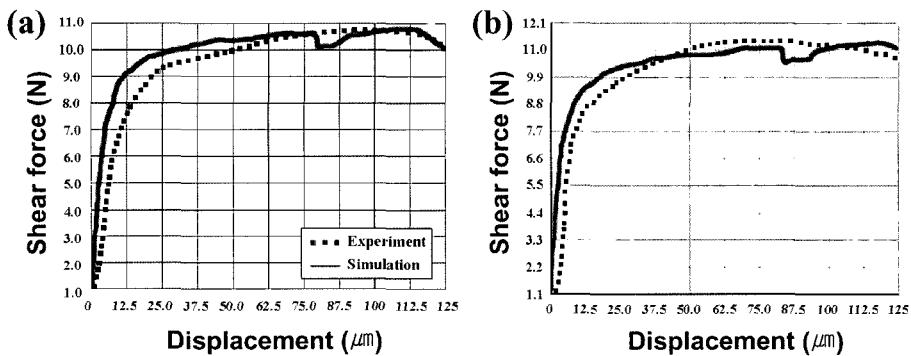 (a)
Shear force (N)
11.0
10.0
9.0
8.0
7.0
6.0
5.0
4.0
3.0
2.0
1.0
0 12.5 25.0 37.5 50.0 62.5 75.0 87.5 100 112.5 125
Displacement (㎛)
Experiment
Simulation
(b)
Shear force (N)
12.1
11.0
9.9
8.8
7.7
6.6
5.5
4.4
3.3
2.2
1.1
0 12.5 25.0 37.5 50.0 62.5 75.0 87.5 100 112.5 125
Displacement (㎛)